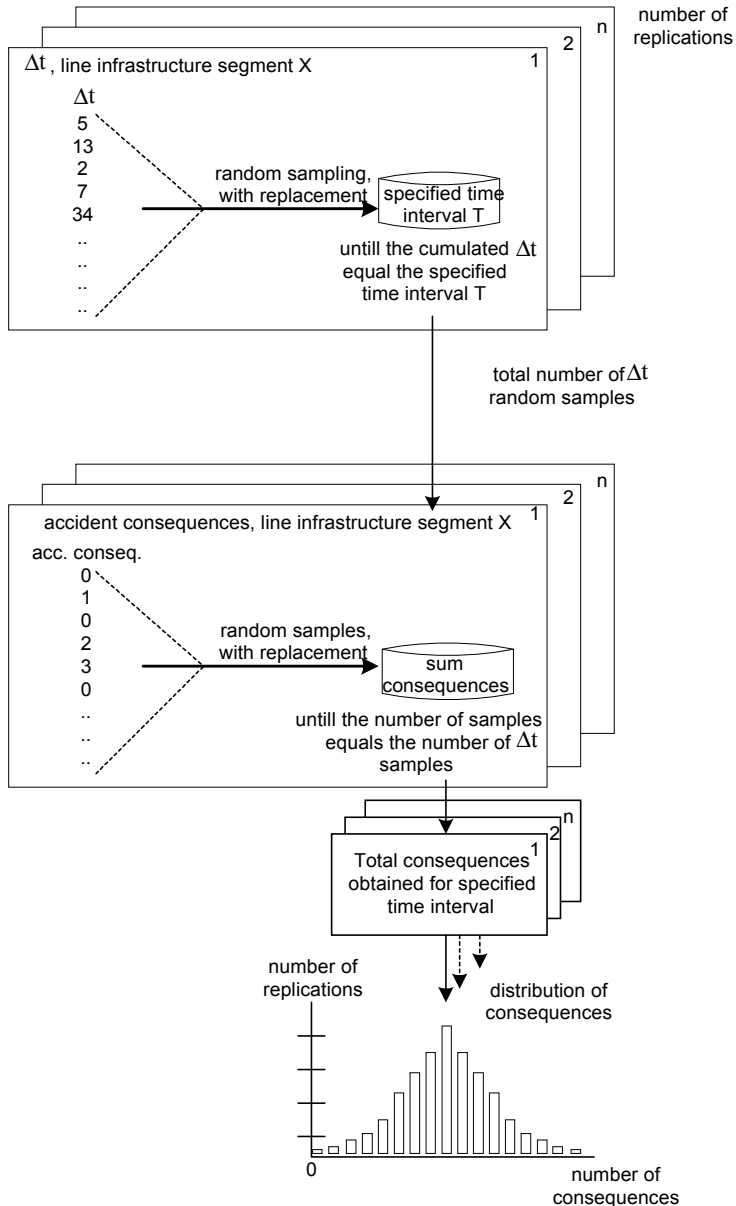 number of
replications
n
2
1
Δt , line infrastructure segment X
Δt
5
13
2
7
34
..
..
..
..
random sampling,
with replacement
specified time
interval T
untill the cumulated Δt
equal the specified
time interval T
total number of Δt
random samples
n
2
1
accident consequences, line infrastructure segment X
acc. conseq.
0
1
0
2
3
0
..
..
..
random samples,
with replacement
sum
consequences
untill the number of samples
equals the number of Δt
samples
n
2
1
Total consequences
obtained for specified
time interval
number of
replications
distribution of
consequences
0
number of
consequences